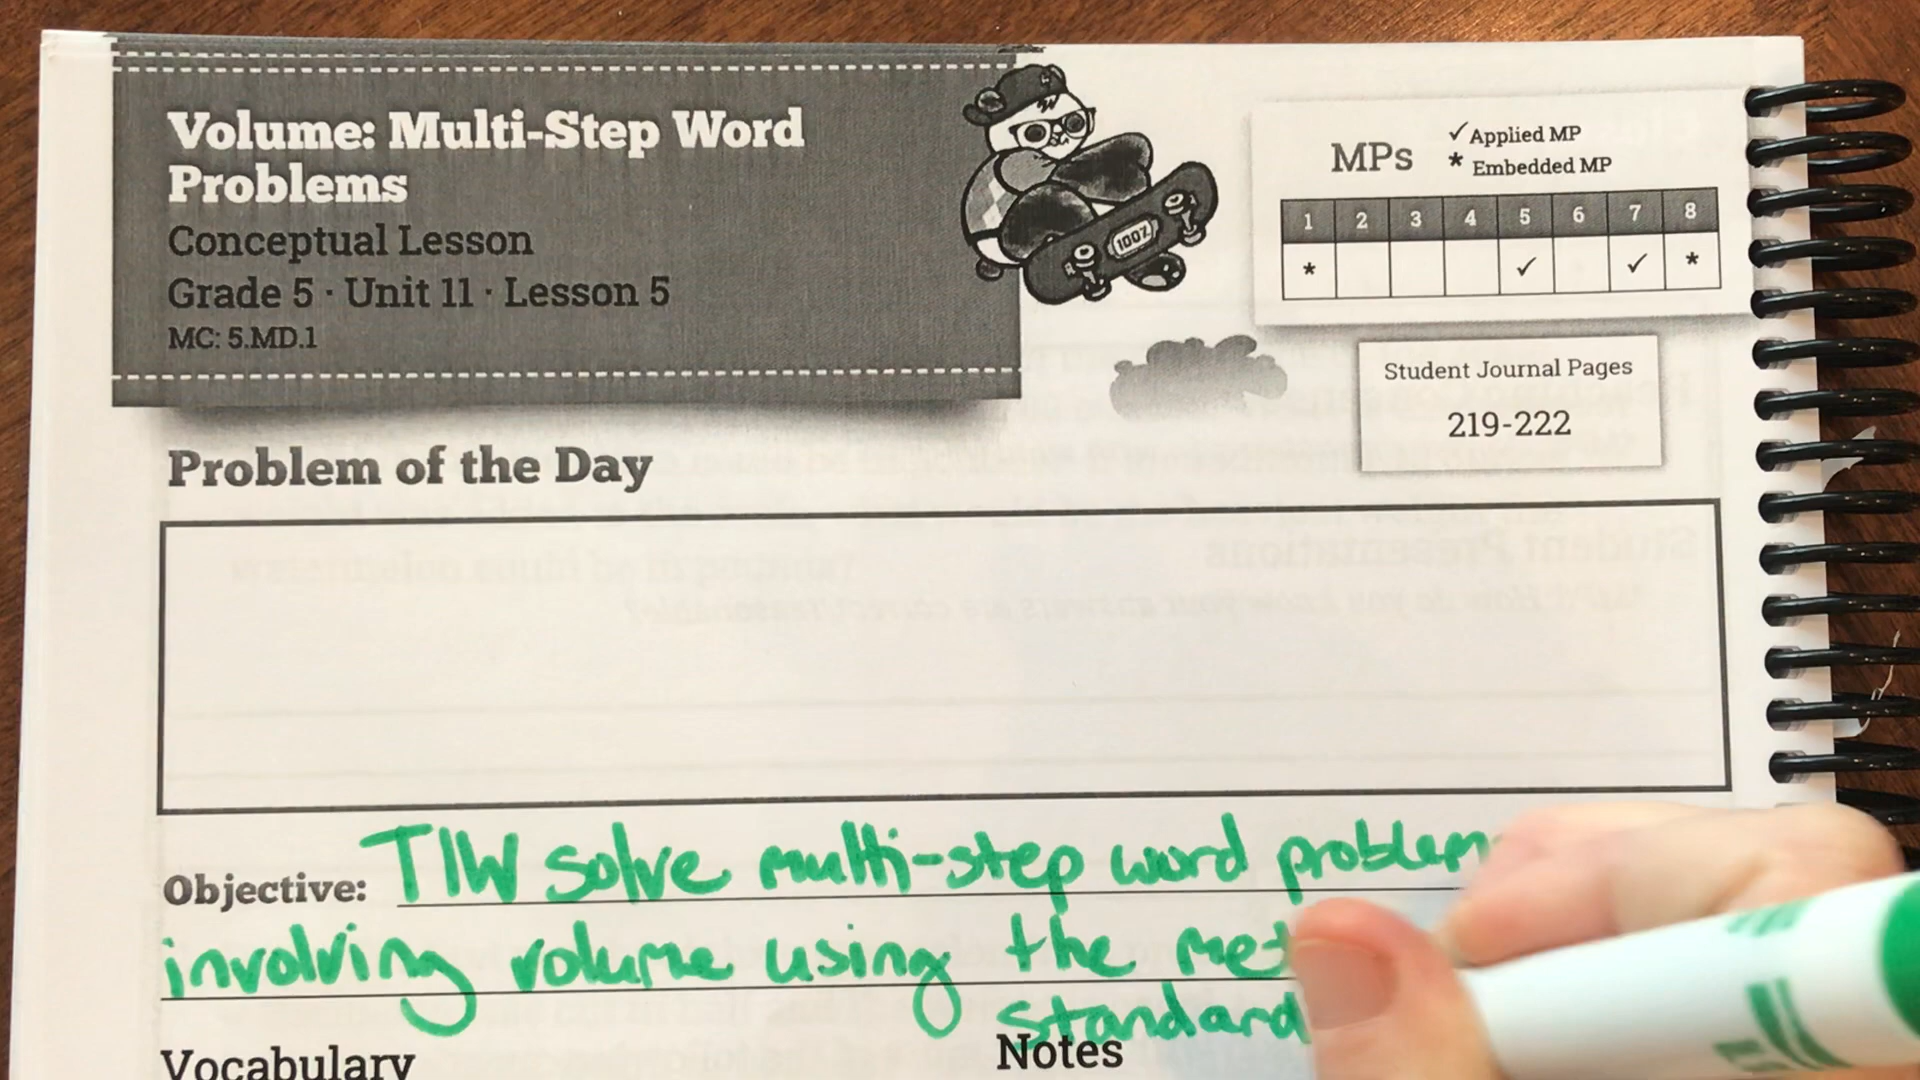 Volume: Multi-Step Word
Problems
Conceptual Lesson
Grade 5 · Unit 11 · Lesson 5
MC: 5.MD.1
100%
MPs
✓ Applied MP
* Embedded MP
1 2 3 4 5 6 7 8
* ✓ ✓ *
Student Journal Pages
219-222
Problem of the Day
Objective: TIW solve multi-step word problem
involving volume using the met
standard
Vocabulary
Notes